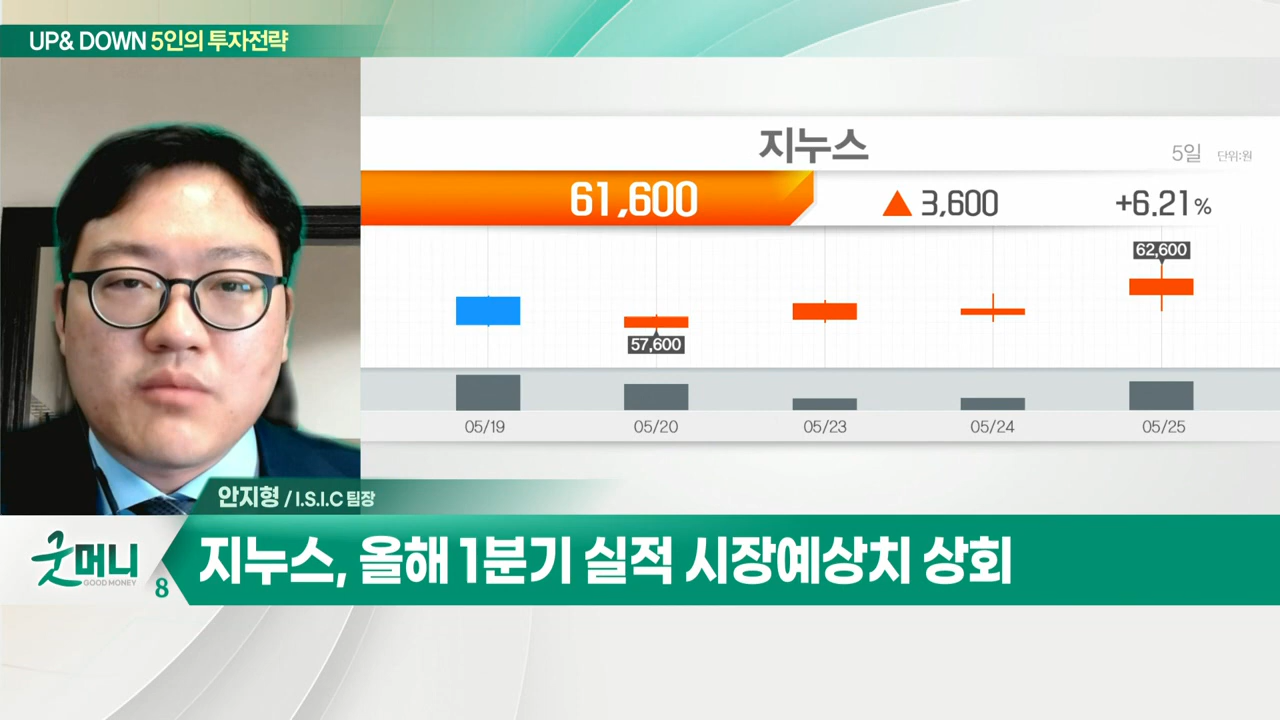 UP& DOWN 5인의 투자전략
지누스
5일 단위:원
61,600 ▲ 3,600 +6.21%
62,600
57,600
05/19 05/20 05/23 05/24 05/25
안지형 / I.S.I.C 팀장
굿머니
GOOD MONEY
8
지누스, 올해 1분기 실적 시장예상치 상회